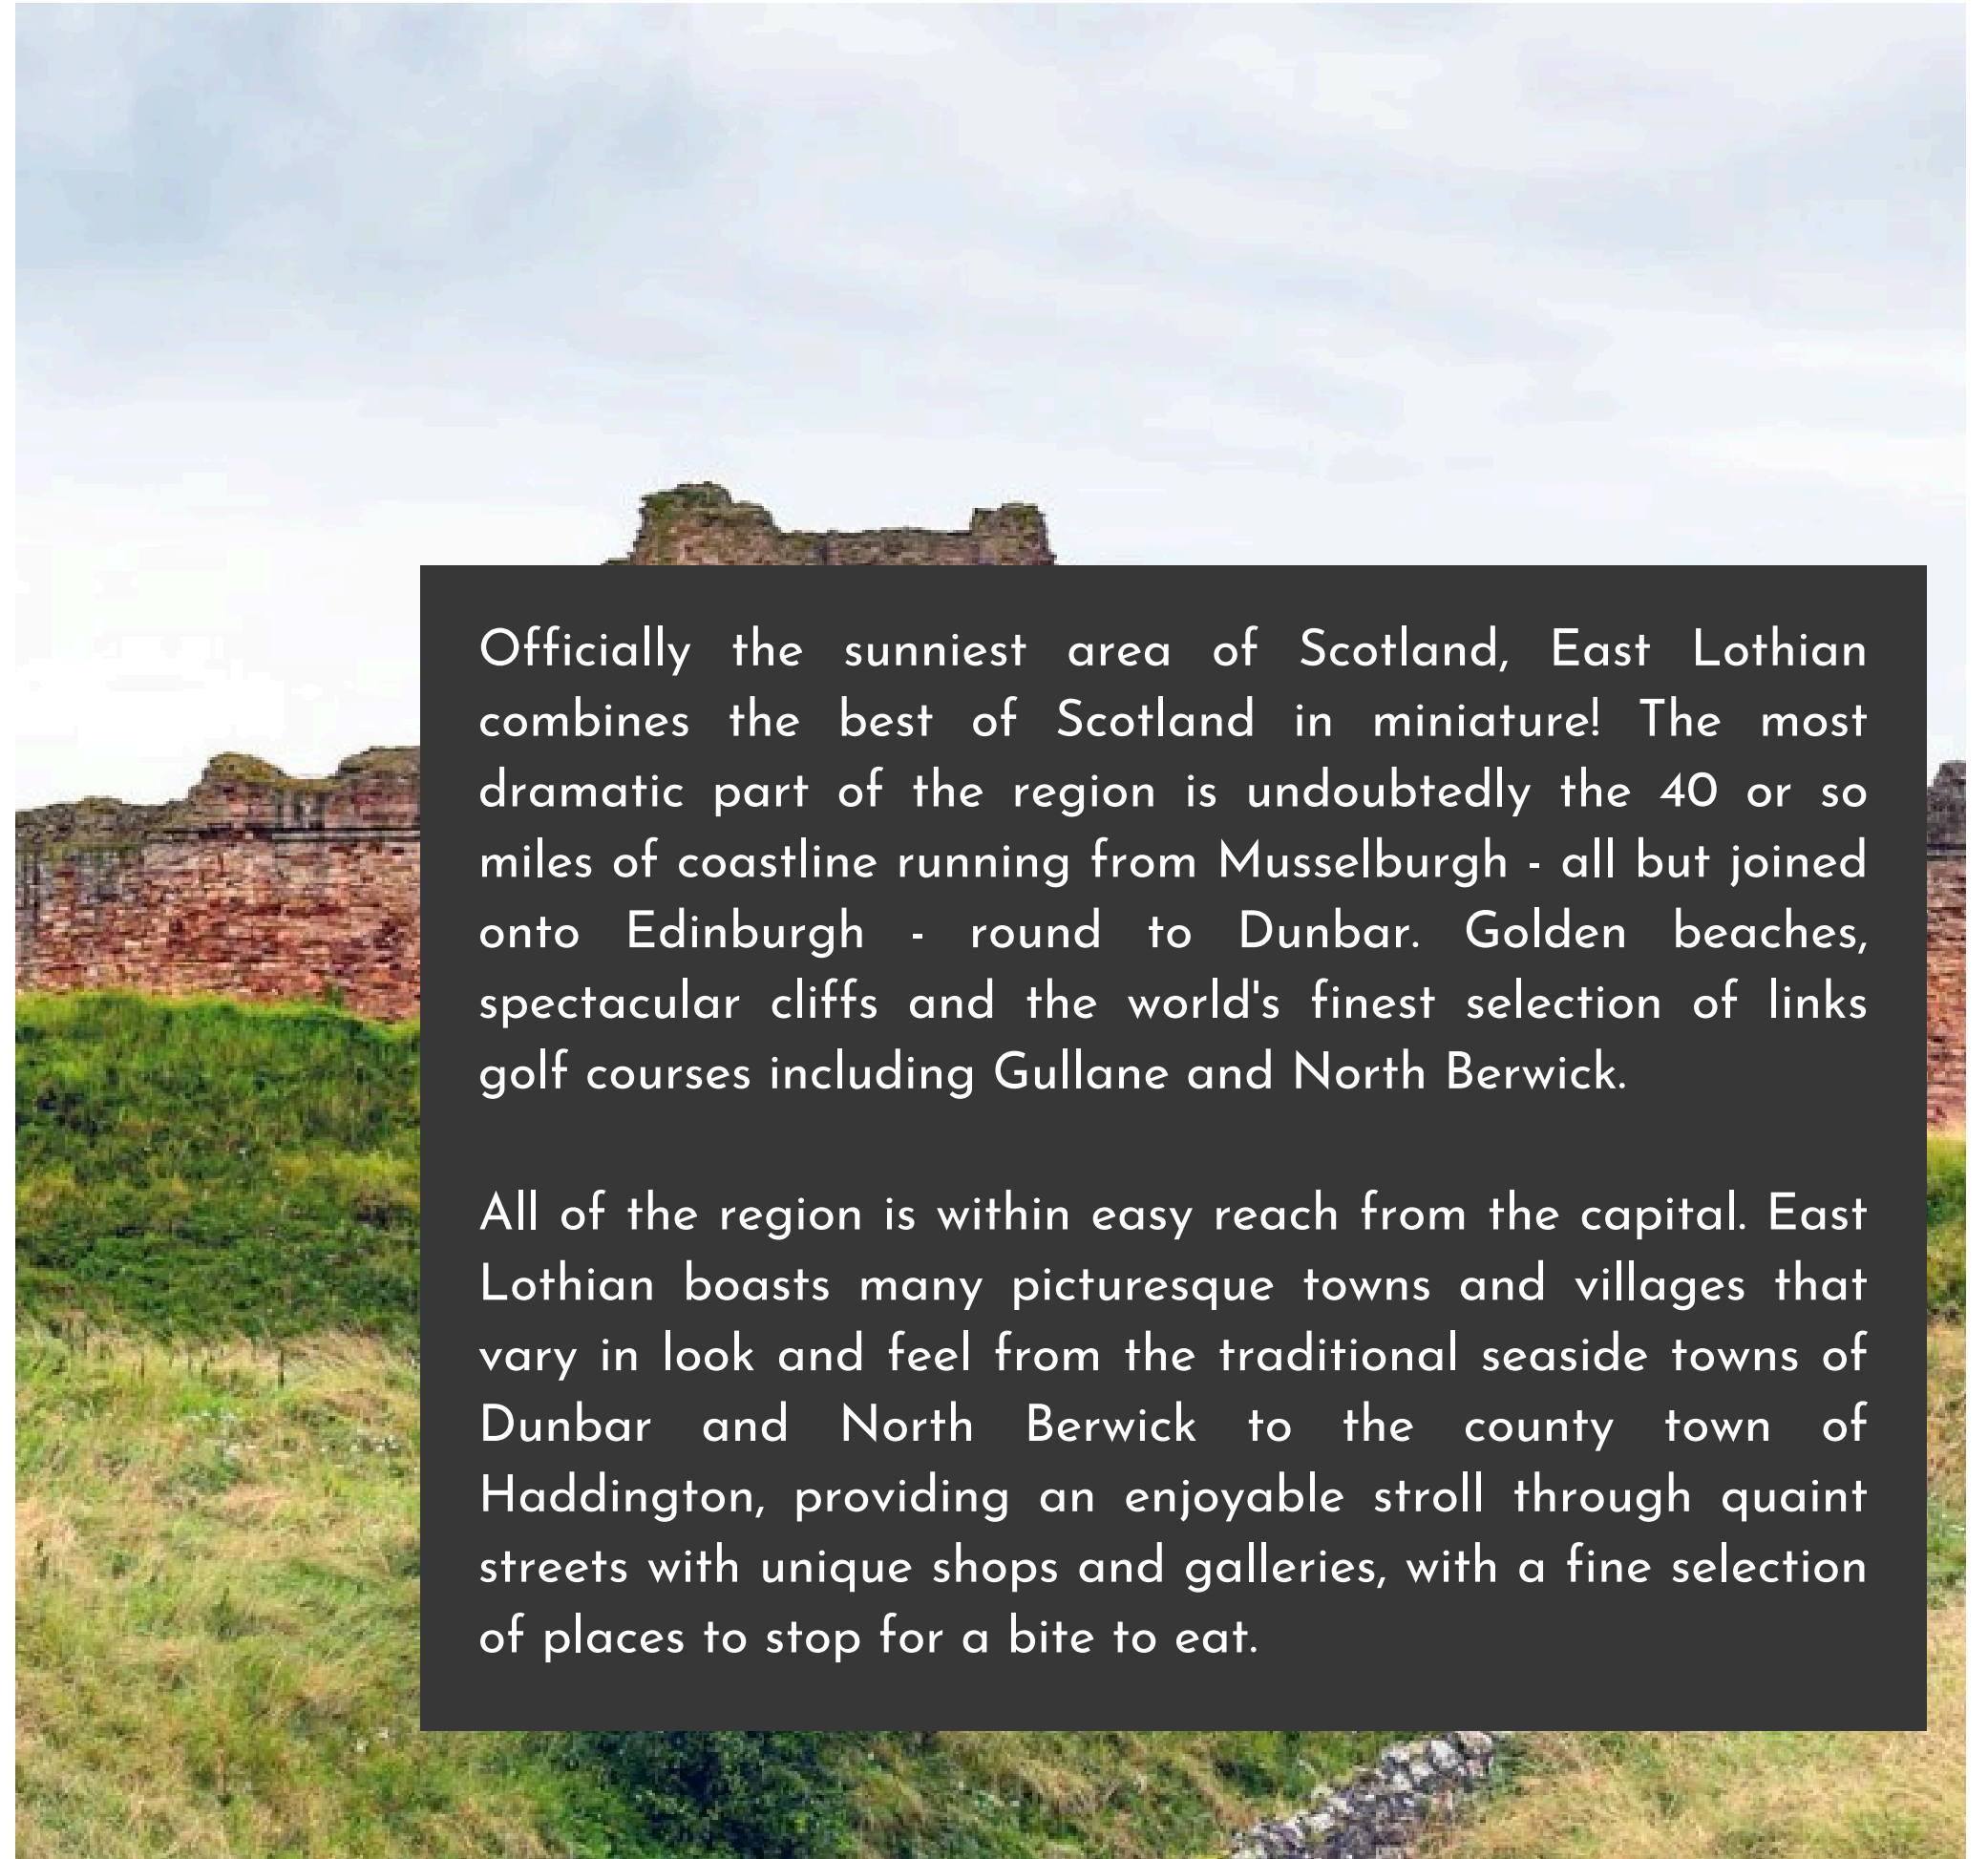 Officially the sunniest area of Scotland, East Lothian
combines the best of Scotland in miniature! The most
dramatic part of the region is undoubtedly the 40 or so
miles of coastline running from Musselburgh - all but joined
onto Edinburgh - round to Dunbar. Golden beaches,
spectacular cliffs and the world's finest selection of links
golf courses including Gullane and North Berwick.
All of the region is within easy reach from the capital. East
Lothian boasts many picturesque towns and villages that
vary in look and feel from the traditional seaside towns of
Dunbar and North Berwick to the county town of
Haddington, providing an enjoyable stroll through quaint
streets with unique shops and galleries, with a fine selection
of places to stop for a bite to eat.